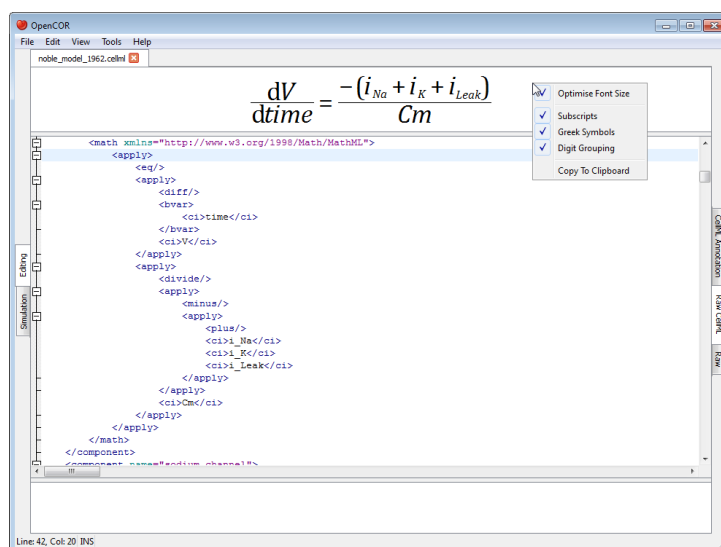 OpenCOR
File Edit View Tools Help
noble_model_1962.cellml
dV/dtime = −(i_Na + i_K + i_Leak)/Cm
Optimise Font Size
Subscripts
Greek Symbols
Digit Grouping
Copy To Clipboard
<math xmlns="http://www.w3.org/1998/Math/MathML">
<apply>
<eq/>
<apply>
<diff/>
<bvar>
<ci>time</ci>
</bvar>
<ci>V</ci>
</apply>
<apply>
<divide/>
<apply>
<minus/>
<apply>
<plus/>
<ci>i_Na</ci>
<ci>i_K</ci>
<ci>i_Leak</ci>
</apply>
</apply>
<ci>Cm</ci>
</apply>
</apply>
</math>
</component>
<component name="sodium_channel">
Editing
Simulation
CellML Annotation
Raw CellML
Raw
Line: 42, Col: 20 INS